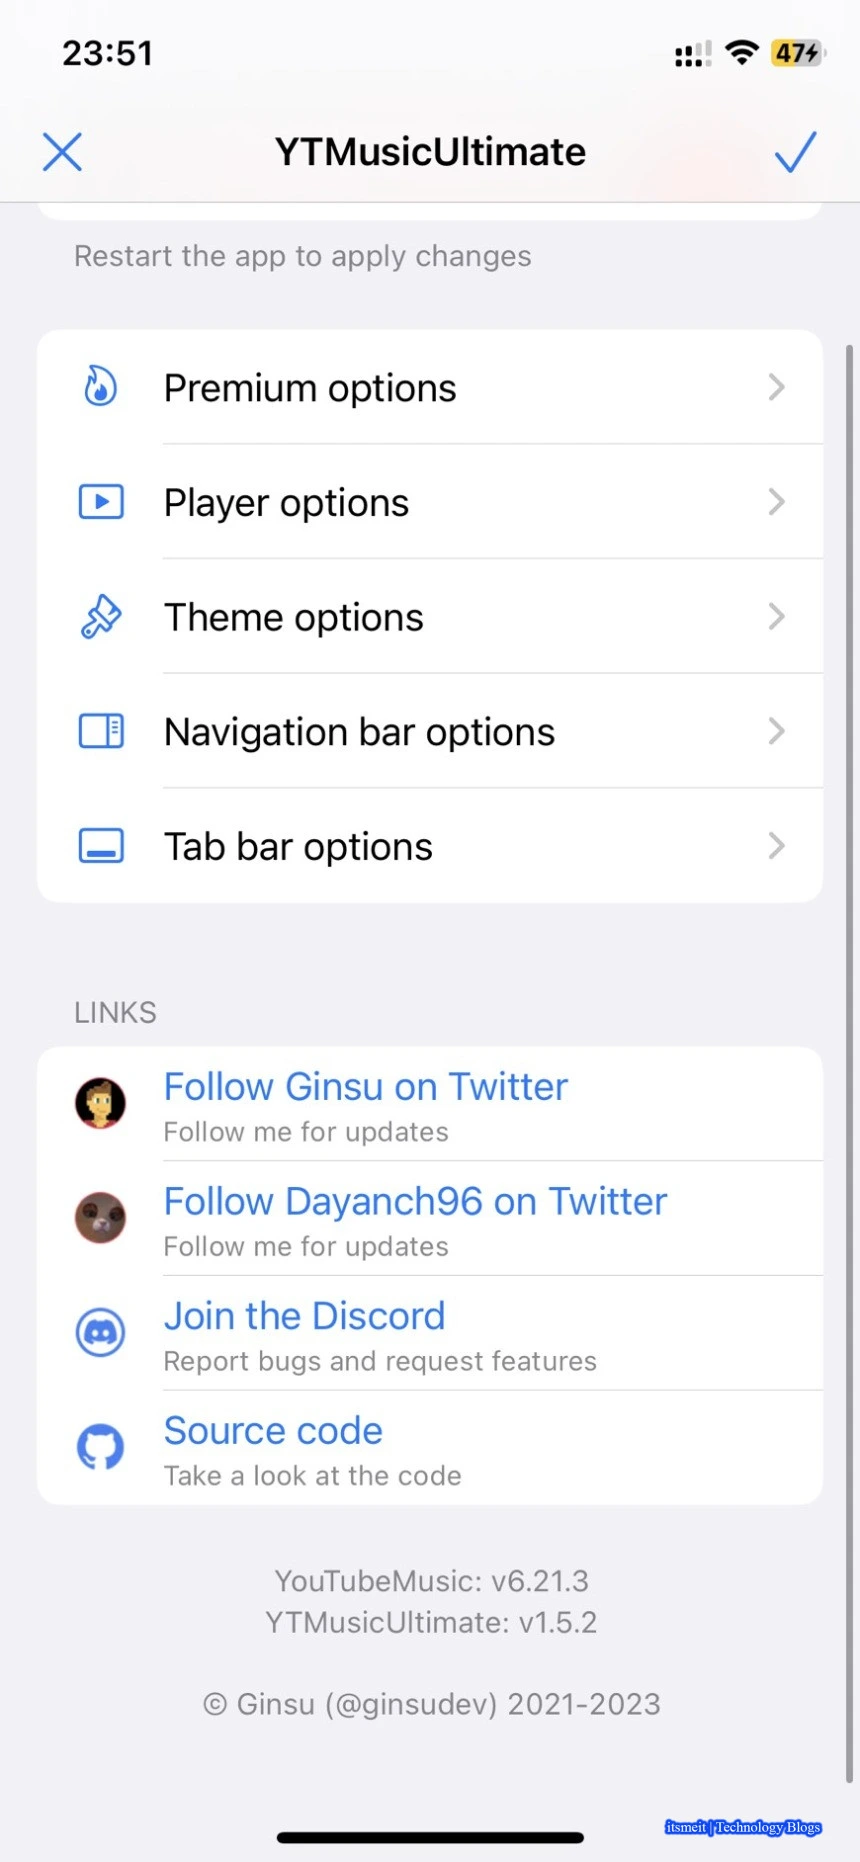 23:51
47
YTMusicUltimate
Restart the app to apply changes
Premium options
Player options
Theme options
Navigation bar options
Tab bar options
LINKS
Follow Ginsu on Twitter
Follow me for updates
Follow Dayanch96 on Twitter
Follow me for updates
Join the Discord
Report bugs and request features
Source code
Take a look at the code
YouTubeMusic: v6.21.3
YTMusicUltimate: v1.5.2
© Ginsu (@ginsudev) 2021-2023
itsmeit | Technology Blogs